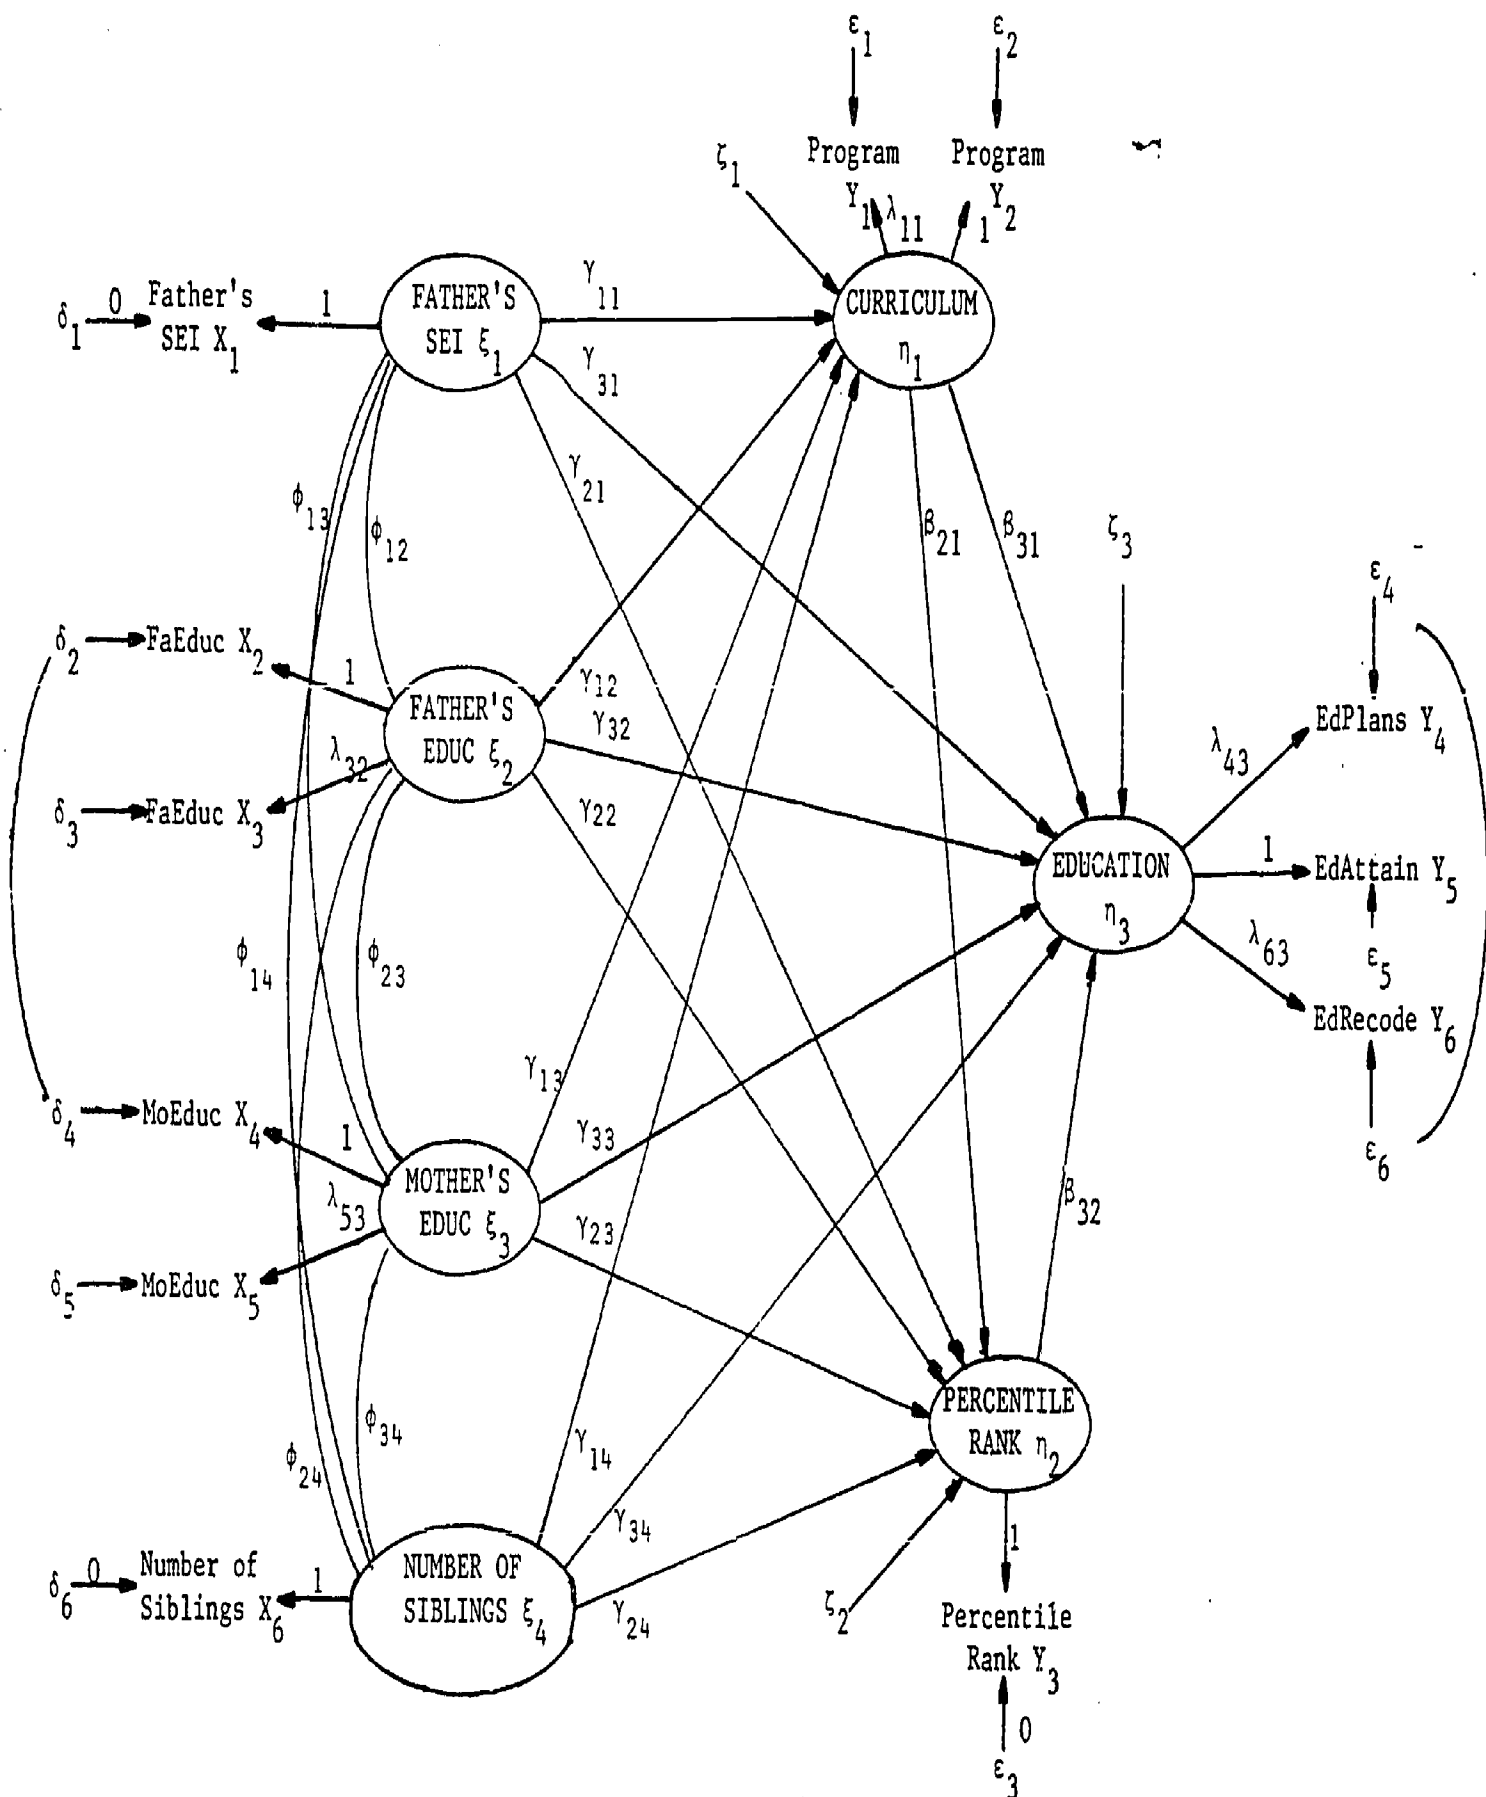 ε1
ε2
Program
Y1
Program
Y2
ζ1
λ11
1
δ1
0
Father's
SEI X1
1
FATHER'S
SEI ξ1
γ11
γ31
γ21
CURRICULUM
η1
ϕ13
ϕ12
β21
β31
ζ3
ε4
δ2
FaEduc X2
1
FATHER'S
EDUC ξ2
λ32
δ3
FaEduc X3
γ12
γ32
γ22
EdPlans Y4
λ43
EDUCATION
η3
1
EdAttain Y5
ε5
λ63
EdRecode Y6
ε6
ϕ14
ϕ23
γ13
δ4
MoEduc X4
1
MOTHER'S
EDUC ξ3
λ53
δ5
MoEduc X5
γ33
γ23
β32
ϕ34
ϕ24
γ14
γ34
γ24
PERCENTILE
RANK η2
δ6
0
Number of
Siblings X6
1
NUMBER OF
SIBLINGS ξ4
ζ2
1
Percentile
Rank Y3
0
ε3